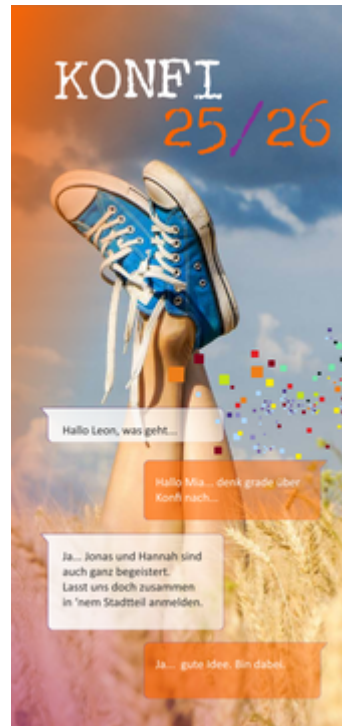 KONFI
25/26
Hallo Leon, was geht...
Hallo Mia... denk grade über
Konfi nach...
Ja... Jonas und Hannah sind
auch ganz begeistert.
Lasst uns doch zusammen
in 'nem Stadtteil anmelden.
Ja... gute Idee. Bin dabei.